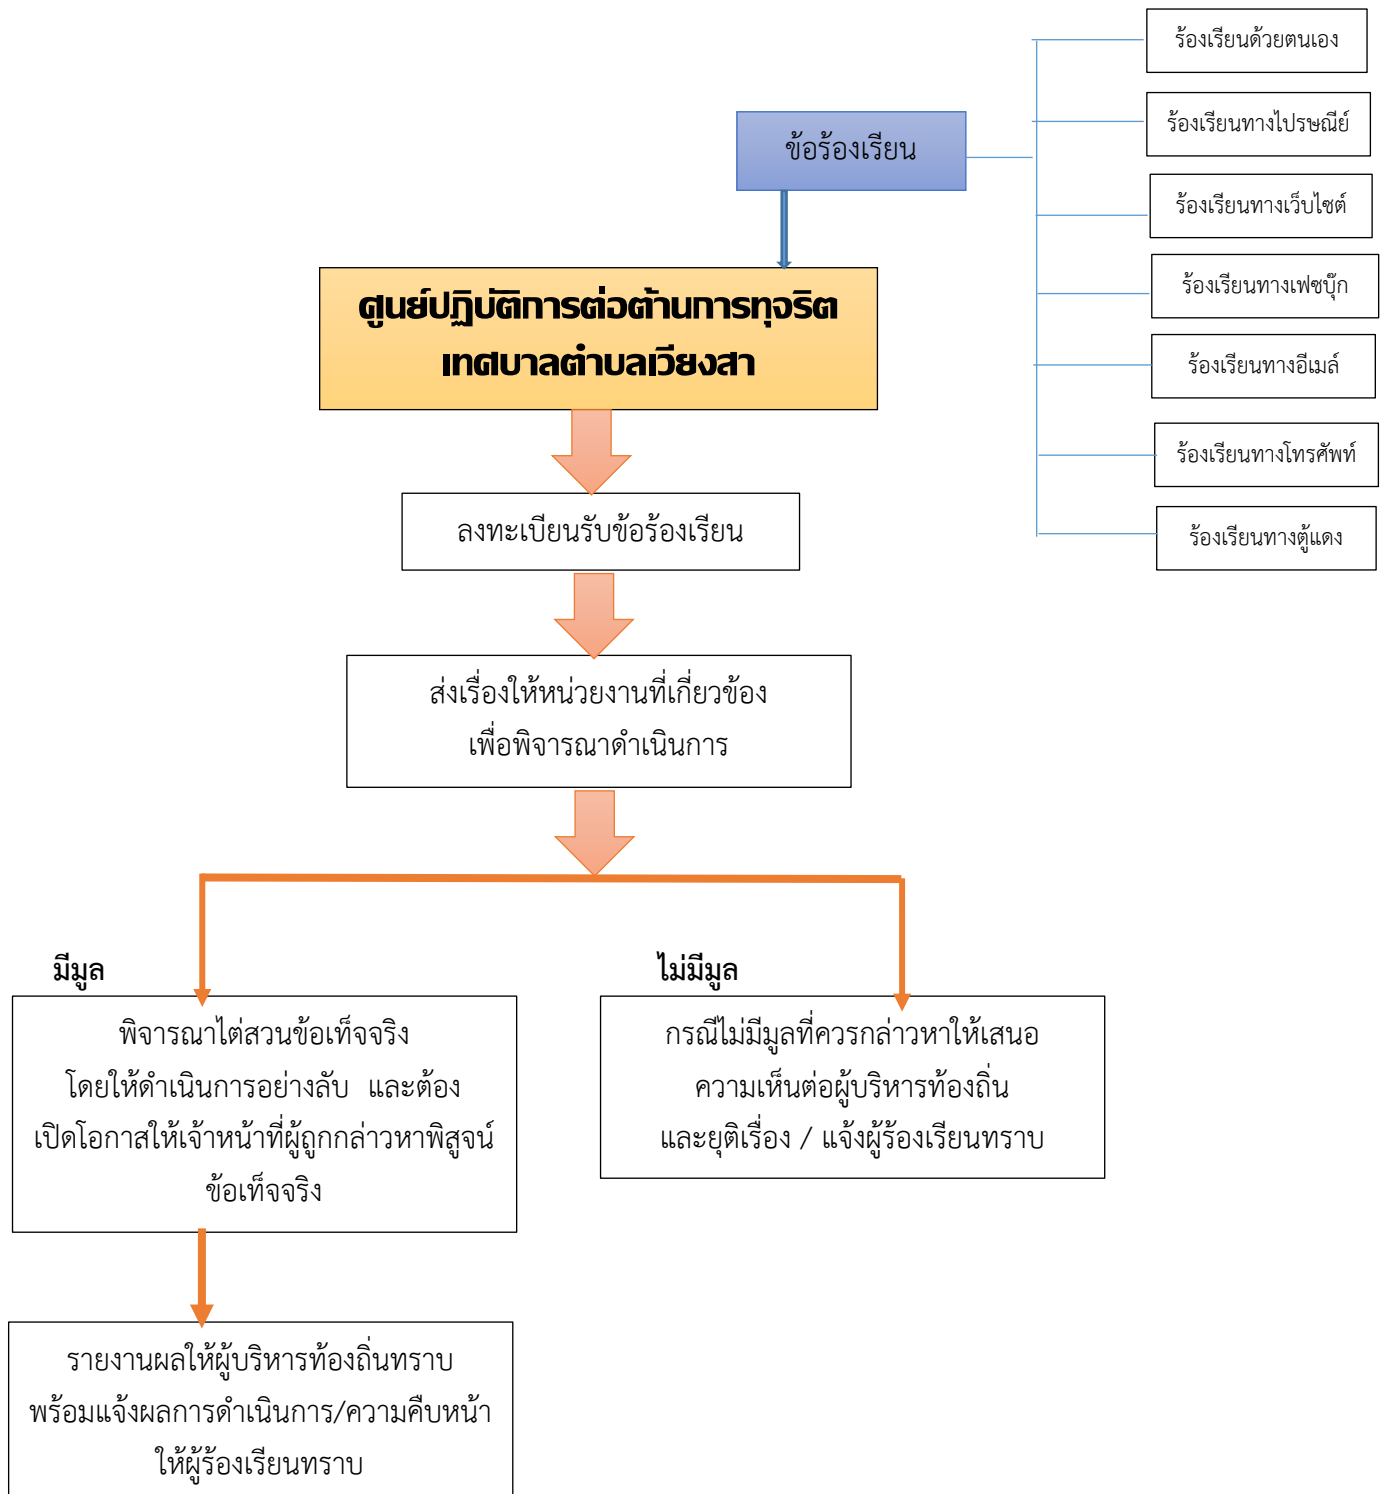 ร้องเรียนด้วยตนเอง
ข้อร้องเรียน
ร้องเรียนทางไปรษณีย์
ร้องเรียนทางเว็บไซต์
ร้องเรียนทางเฟซบุ๊ก
ร้องเรียนทางอีเมล์
ร้องเรียนทางโทรศัพท์
ร้องเรียนทางตู้แดง
ศูนย์ปฏิบัติการต่อต้านการทุจริต
เทศบาลตำบลเวียงสา
ลงทะเบียนรับข้อร้องเรียน
ส่งเรื่องให้หน่วยงานที่เกี่ยวข้อง
เพื่อพิจารณาดำเนินการ
มีมูล
พิจารณาไต่สวนข้อเท็จจริง
โดยให้ดำเนินการอย่างลับ และต้อง
เปิดโอกาสให้เจ้าหน้าที่ผู้ถูกกล่าวหาพิสูจน์
ข้อเท็จจริง
ไม่มีมูล
กรณีไม่มีมูลที่ควรกล่าวหาให้เสนอ
ความเห็นต่อผู้บริหารท้องถิ่น
และยุติเรื่อง / แจ้งผู้ร้องเรียนทราบ
รายงานผลให้ผู้บริหารท้องถิ่นทราบ
พร้อมแจ้งผลการดำเนินการ/ความคืบหน้า
ให้ผู้ร้องเรียนทราบ